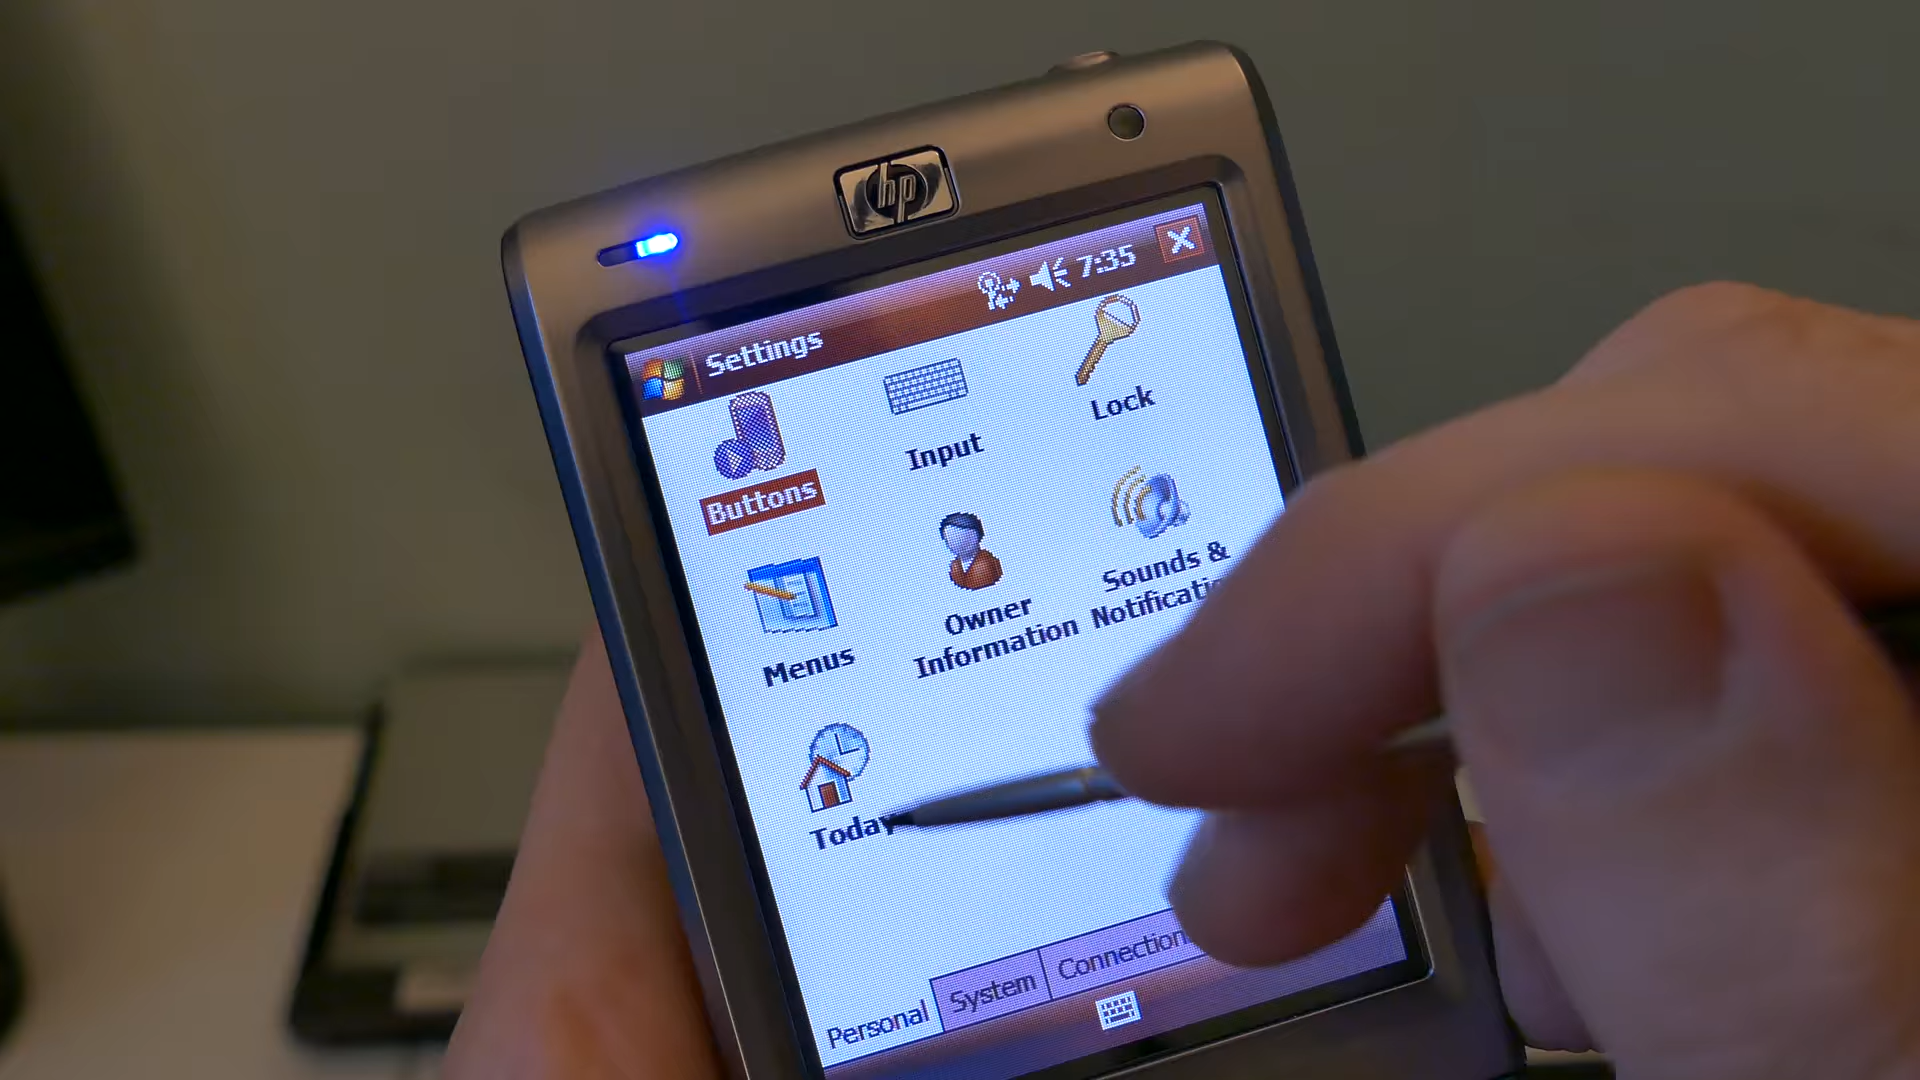 hp
Settings 7:35
Buttons
Input
Lock
Menus
Owner
Information
Sounds &
Today
Personal
System